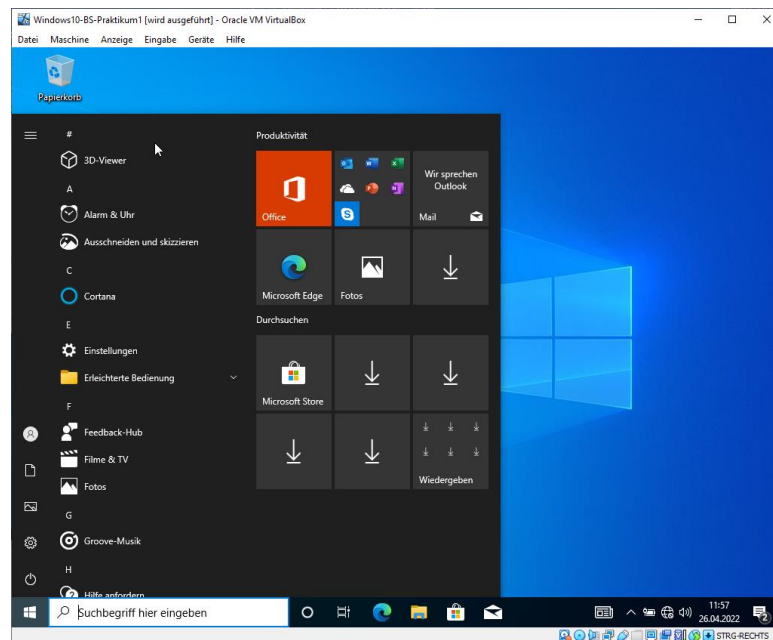 Windows10-BS-Praktikum1 [wird ausgeführt] - Oracle VM VirtualBox
Datei Maschine Anzeige Eingabe Geräte Hilfe
Papierkorb
#
3D-Viewer
A
Alarm & Uhr
Ausschneiden und skizzieren
C
Cortana
E
Einstellungen
Erleichterte Bedienung
F
Feedback-Hub
Filme & TV
Fotos
G
Groove-Musik
H
Hilfe anfordern
Produktivität
Office
Wir sprechen
Outlook
Mail
Microsoft Edge
Fotos
Durchsuchen
Microsoft Store
Wiedergeben
Suchbegriff hier eingeben
11:57
26.04.2022
2
STRG-RECHTS